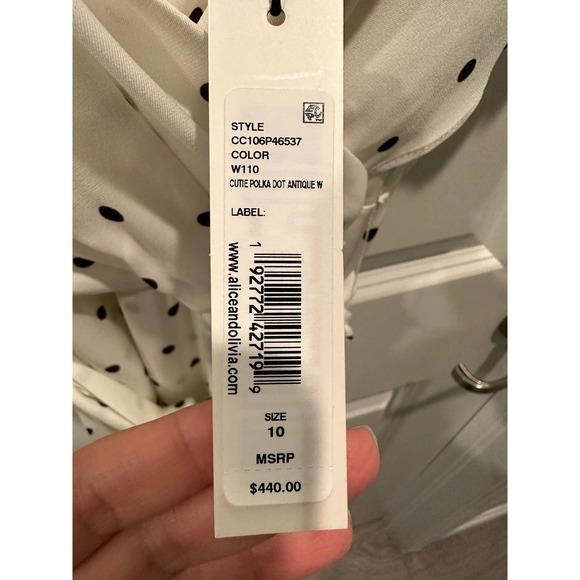 STYLE
CC106P46537
COLOR
W110
CUTIE POLKA DOT ANTIQUE W
LABEL:
1 92772 42719 9
www.aliceandolivia.com
SIZE
10
MSRP
$440.00